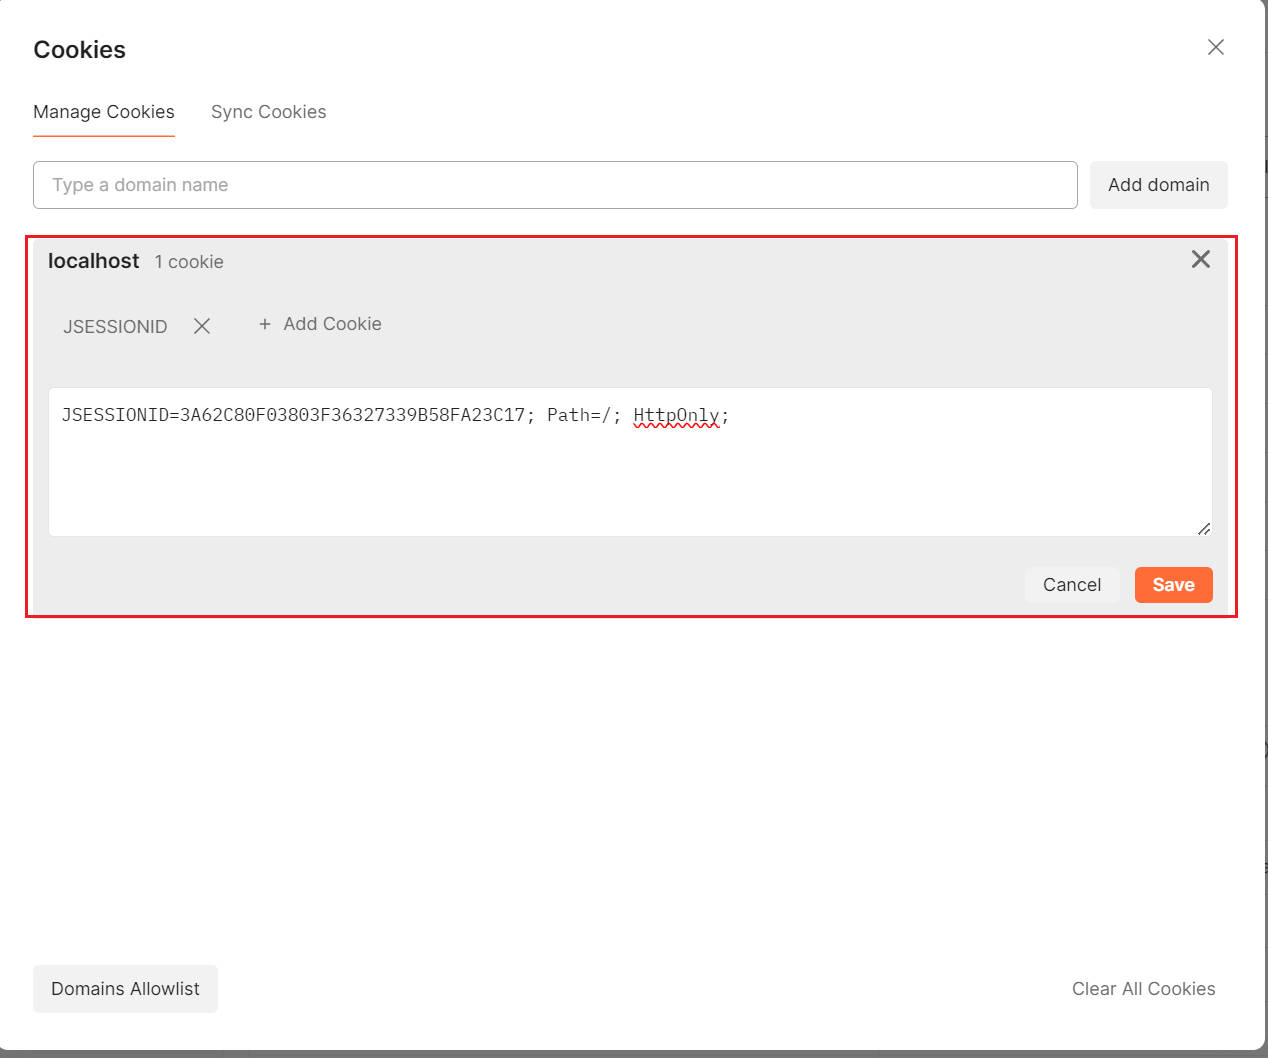 Cookies
Manage Cookies Sync Cookies
Type a domain name Add domain
localhost 1 cookie
JSESSIONID + Add Cookie
JSESSIONID=3A62C80F03803F36327339B58FA23C17; Path=/; HttpOnly;
Cancel Save
Domains Allowlist Clear All Cookies